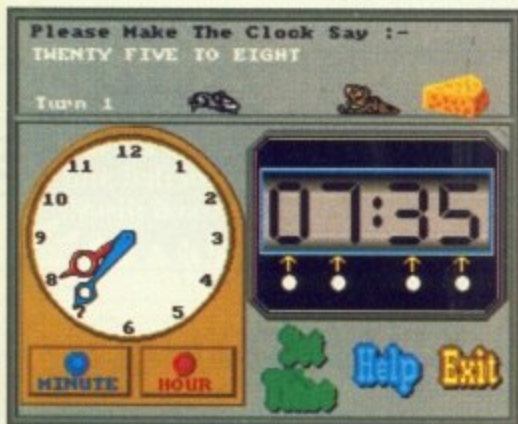 Please Make The Clock Say :-
TWENTY FIVE TO EIGHT
Turn 1
12
11 1
10 2
9 3
8 4
7 5
6
07:35
MINUTE HOUR
Set Time
Help Exit